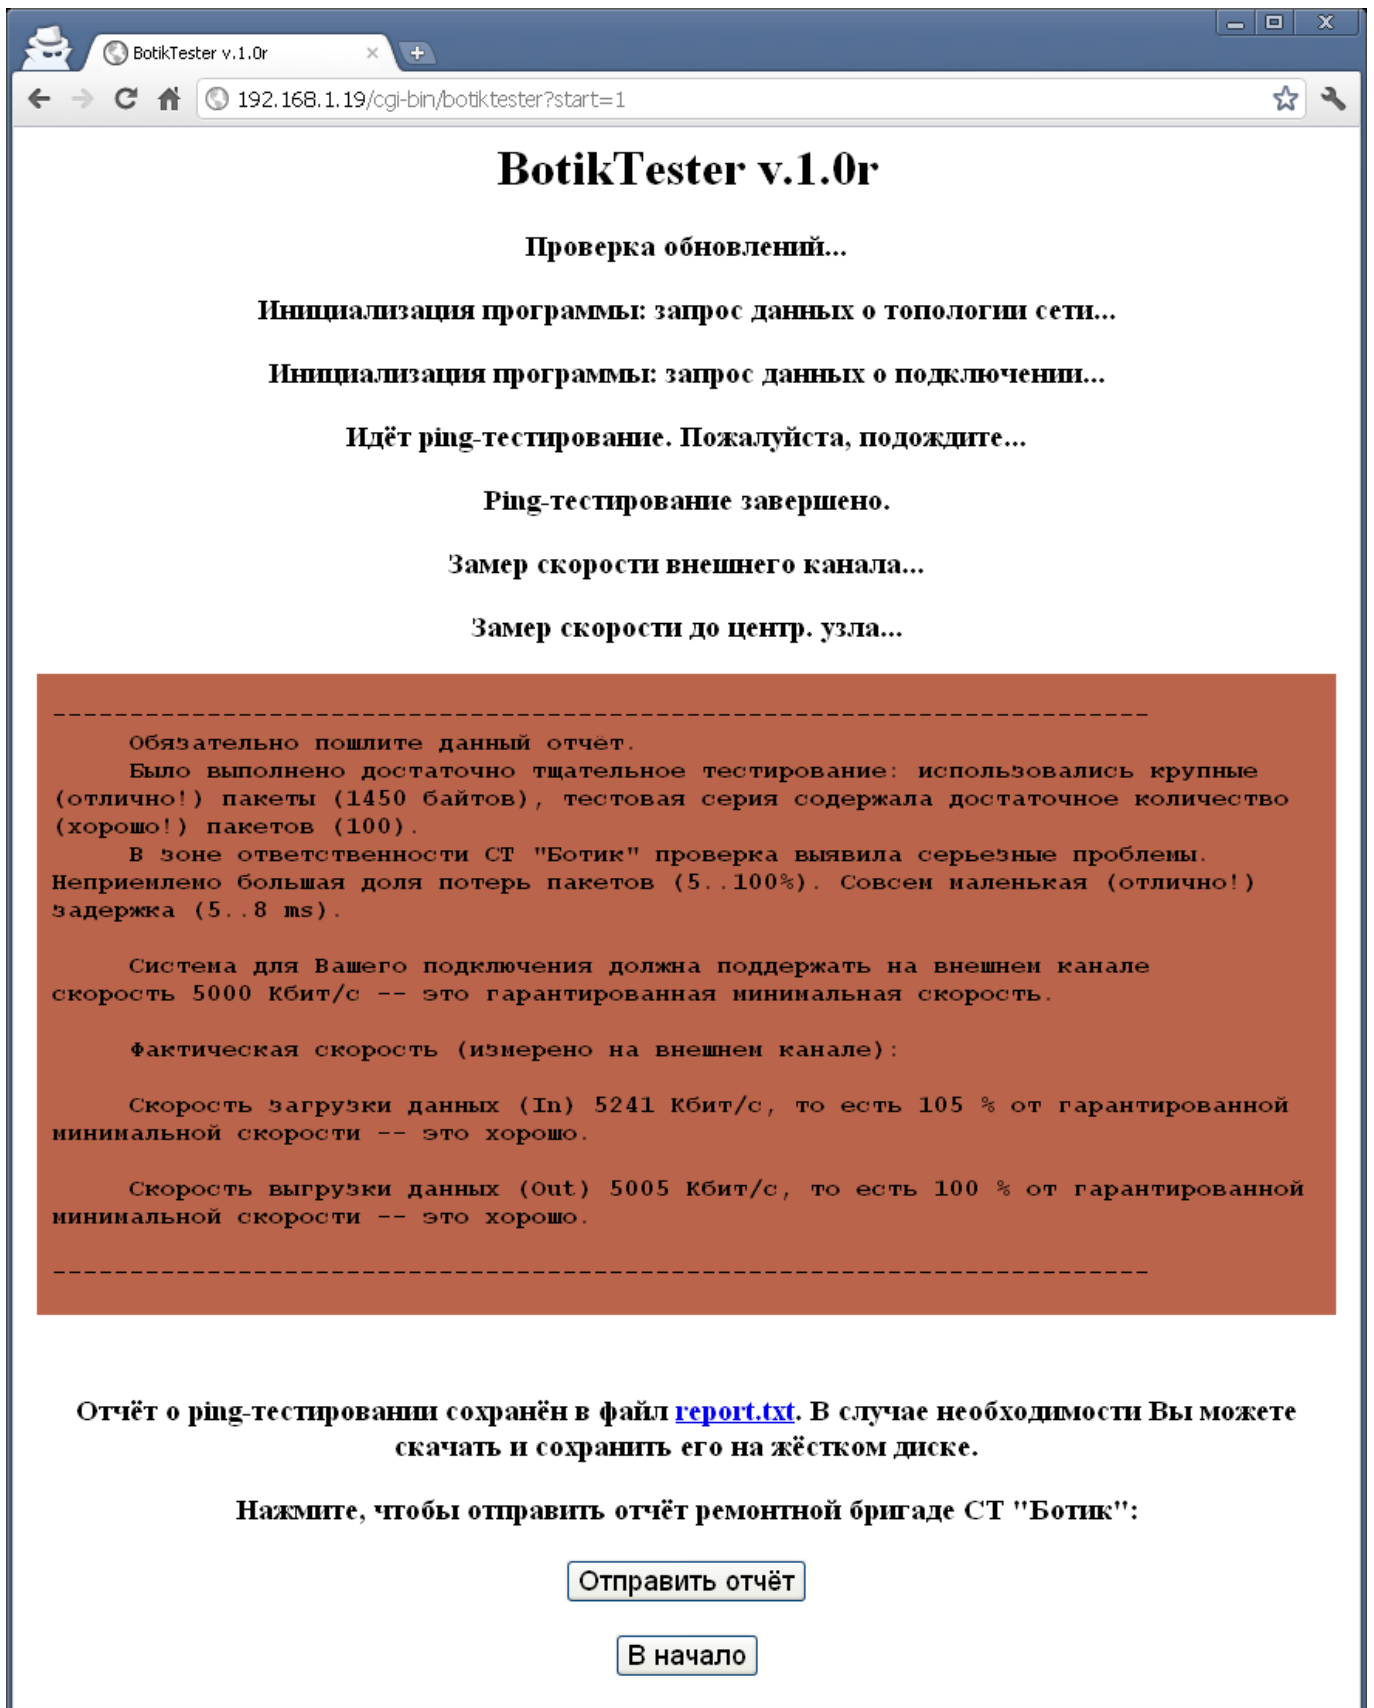 BotikTester v.1.0r
192.168.1.19/cgi-bin/botiktester?start=1
BotikTester v.1.0r
Проверка обновлений...
Инициализация программы: запрос данных о топологии сети...
Инициализация программы: запрос данных о подключении...
Идёт ping-тестирование. Пожалуйста, подождите...
Ping-тестирование завершено.
Замер скорости внешнего канала...
Замер скорости до центр. узла...
-----------------------------------------------------------------------
Обязательно пошлите данный отчёт.
Было выполнено достаточно тщательное тестирование: использовались крупные
(отлично!) пакеты (1450 байтов), тестовая серия содержала достаточное количество
(хорошо!) пакетов (100).
В зоне ответственности СТ "Ботик" проверка выявила серьезные проблемы.
Неприемлемо большая доля потерь пакетов (5..100%). Совсем маленькая (отлично!)
задержка (5..8 ms).
Система для Вашего подключения должна поддержать на внешнем канале
скорость 5000 Кбит/с -- это гарантированная минимальная скорость.
Фактическая скорость (измерено на внешнем канале):
Скорость загрузки данных (In) 5241 Кбит/с, то есть 105 % от гарантированной
минимальной скорости -- это хорошо.
Скорость выгрузки данных (Out) 5005 Кбит/с, то есть 100 % от гарантированной
минимальной скорости -- это хорошо.
-----------------------------------------------------------------------
Отчёт о ping-тестировании сохранён в файл report.txt. В случае необходимости Вы можете
скачать и сохранить его на жёстком диске.
Нажмите, чтобы отправить отчёт ремонтной бригаде СТ "Ботик":
Отправить отчёт
В начало